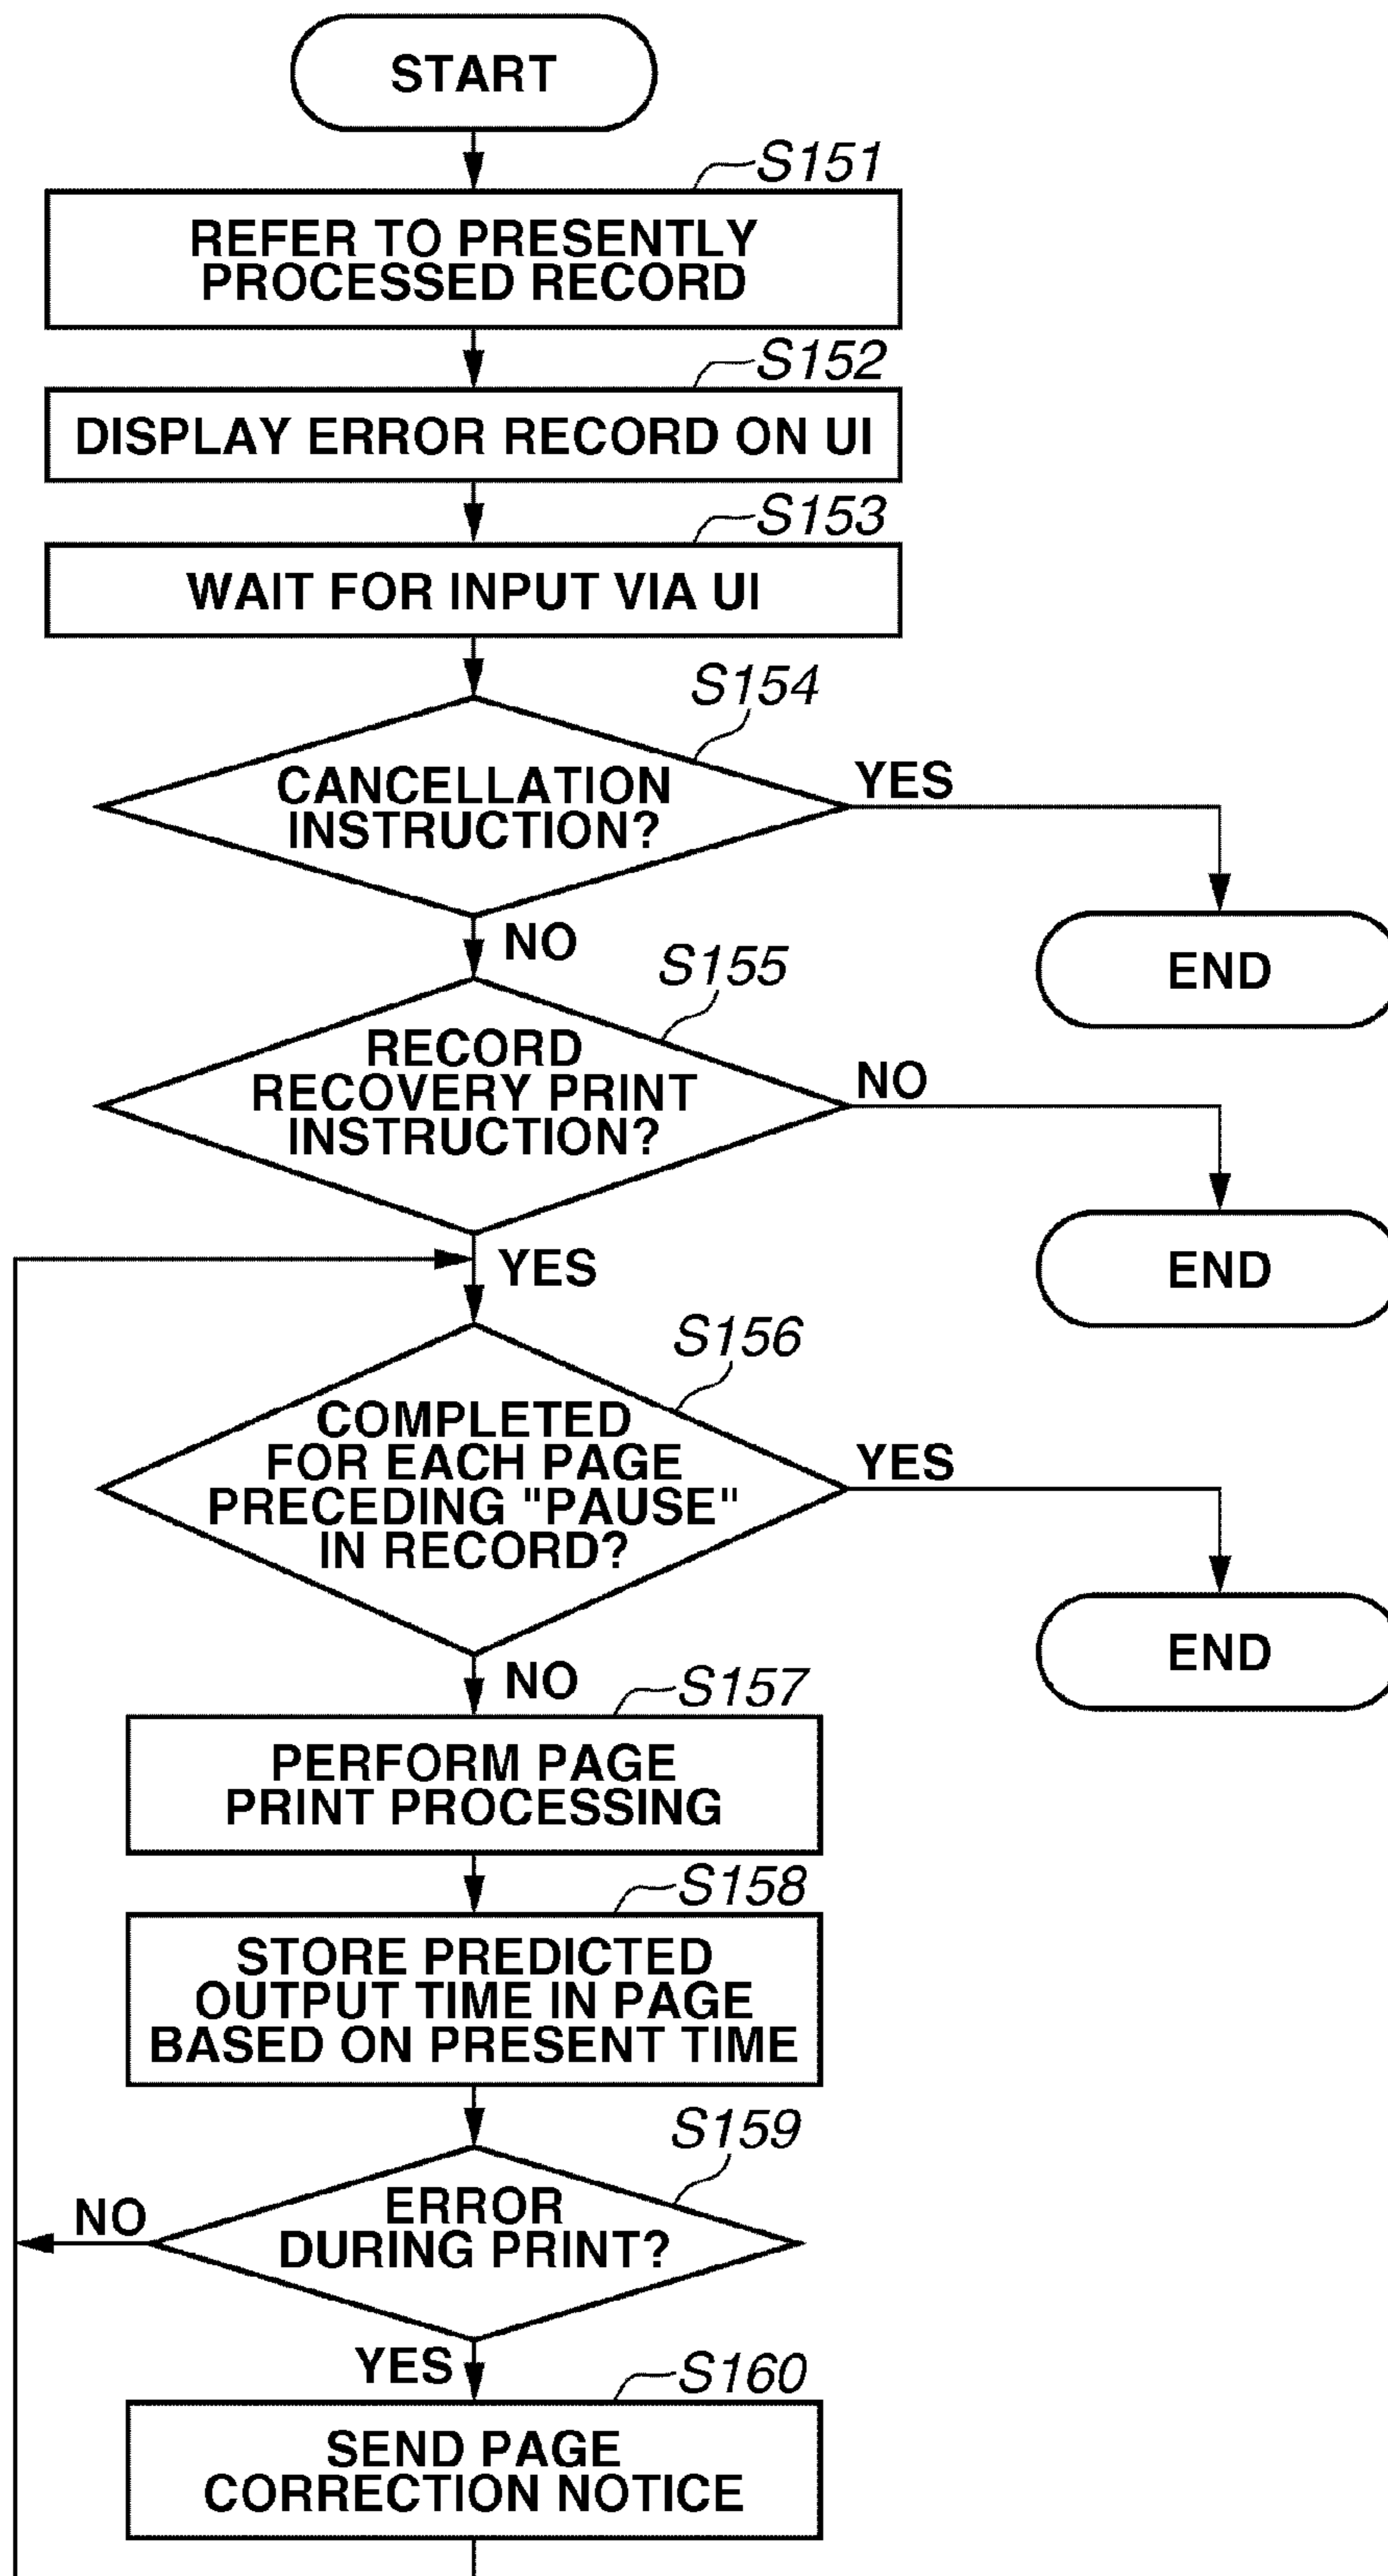 START
S151
REFER TO PRESENTLY
PROCESSED RECORD
S152
DISPLAY ERROR RECORD ON UI
S153
WAIT FOR INPUT VIA UI
S154
CANCELLATION
INSTRUCTION?
YES
END
NO
S155
RECORD
RECOVERY PRINT
INSTRUCTION?
NO
END
YES
S156
COMPLETED
FOR EACH PAGE
PRECEDING "PAUSE"
IN RECORD?
YES
END
NO
S157
PERFORM PAGE
PRINT PROCESSING
S158
STORE PREDICTED
OUTPUT TIME IN PAGE
BASED ON PRESENT TIME
S159
ERROR
DURING PRINT?
NO
YES
S160
SEND PAGE
CORRECTION NOTICE